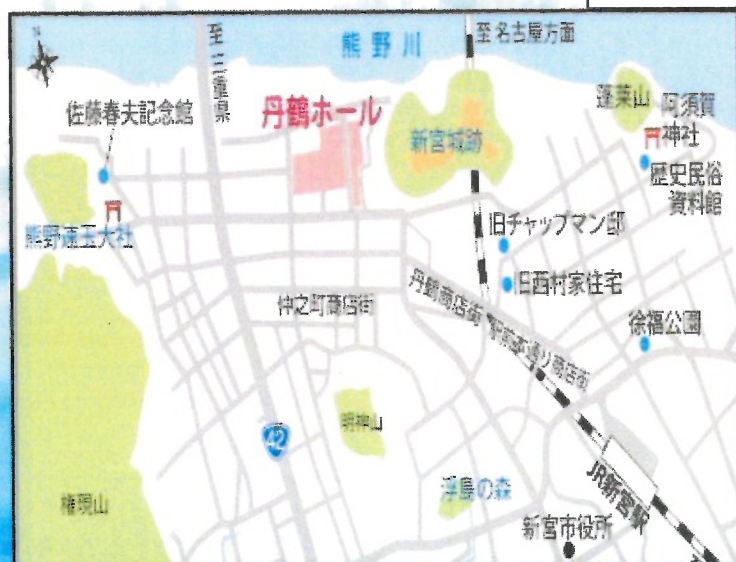 至三重県
熊野川
至名古屋方面
佐藤春夫記念館
丹鶴ホール
新宮城跡
蓬莱山
阿須賀
神社
歴史民俗
資料館
熊野速玉大社
旧チャップマン邸
旧西村家住宅
仲之町商店街
丹鶴商店街
駅前本通り商店街
徐福公園
明神山
42
浮島の森
JR新宮駅
権現山
新宮市役所